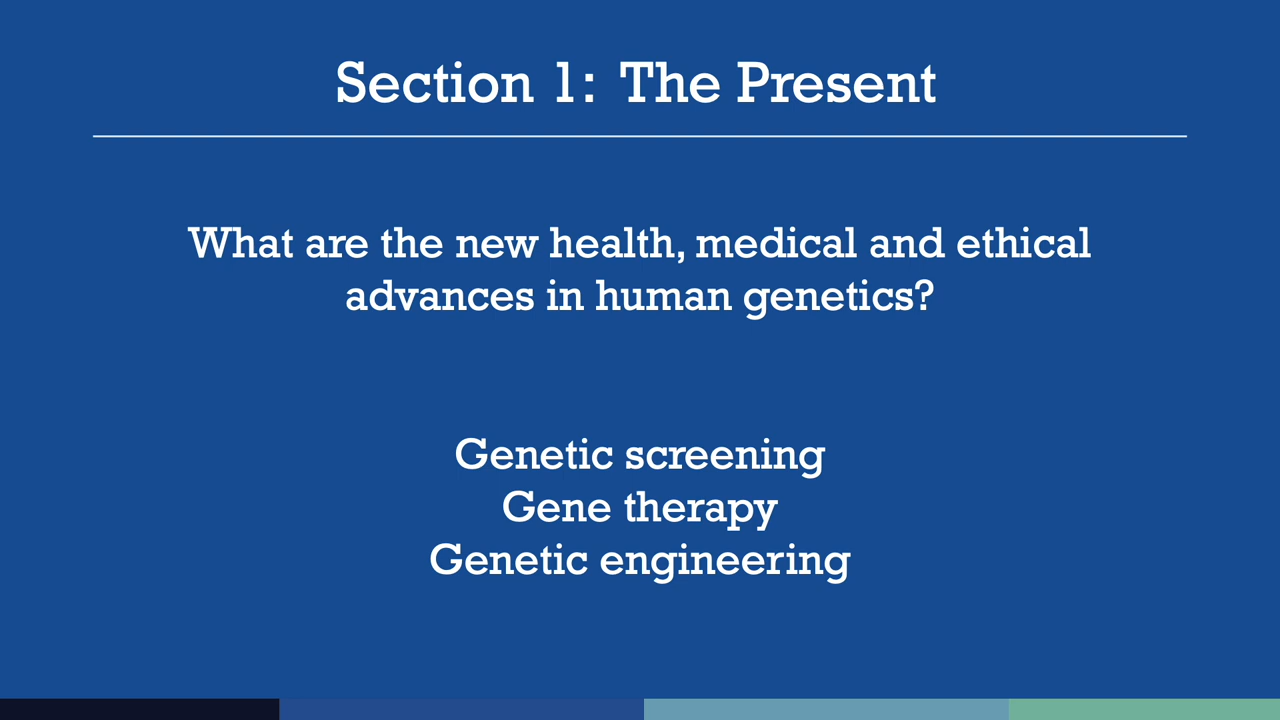 Section 1: The Present
What are the new health, medical and ethical
advances in human genetics?
Genetic screening
Gene therapy
Genetic engineering